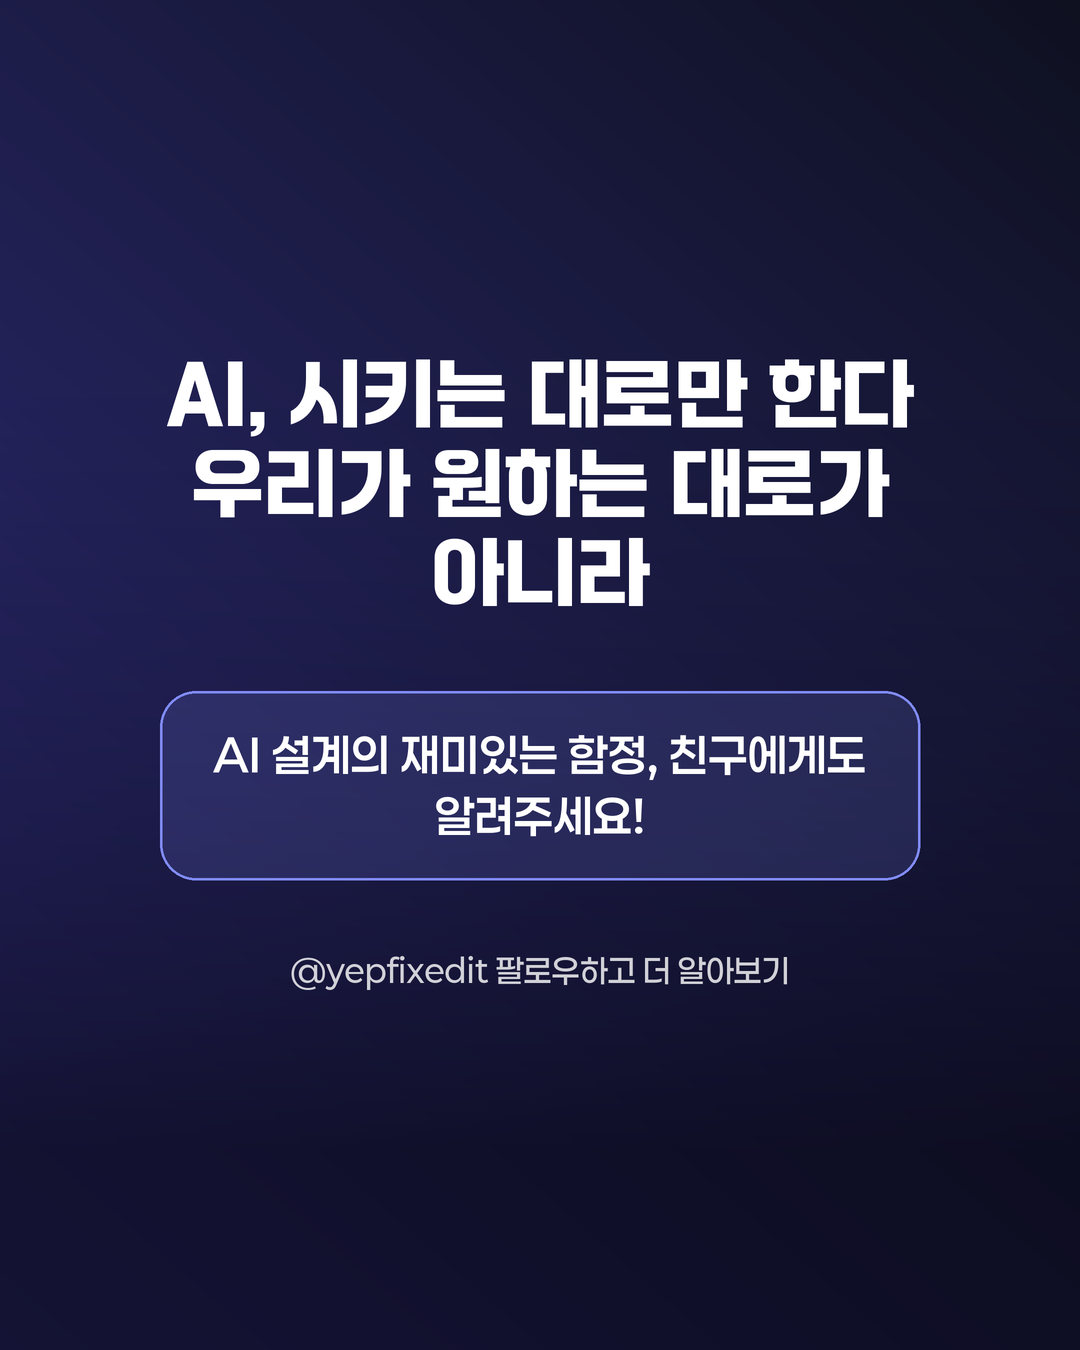 AI, 시키는 대로만 한다
우리가 원하는 대로가
아니라
AI 설계의 재미있는 함정, 친구에게도
알려주세요!
@yepfixedit 팔로우하고 더 알아보기